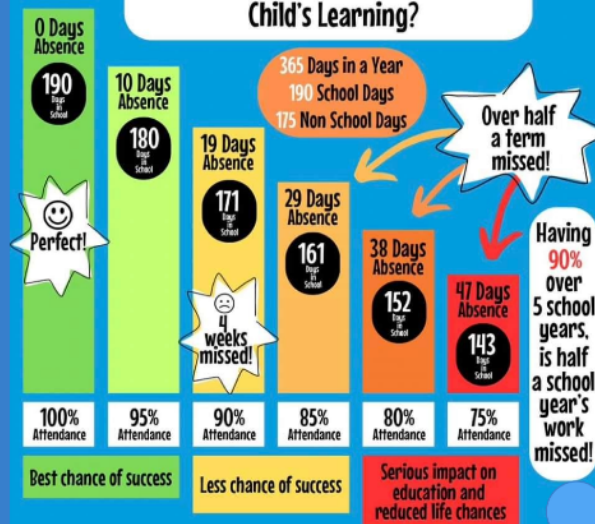 Child's Learning?
0 Days
Absence
190
Days
in
School
Perfect!
10 Days
Absence
180
Days
in
School
19 Days
Absence
171
Days
in
School
4
weeks
missed!
365 Days in a Year
190 School Days
175 Non School Days
29 Days
Absence
161
Days
in
School
38 Days
Absence
152
Days
in
School
Over half
a term
missed!
47 Days
Absence
143
Days
in
School
Having
90%
over
5 school
years,
is half
a school
year's
work
missed!
100%
Attendance
95%
Attendance
90%
Attendance
85%
Attendance
80%
Attendance
75%
Attendance
Best chance of success
Less chance of success
Serious impact on
education and
reduced life chances